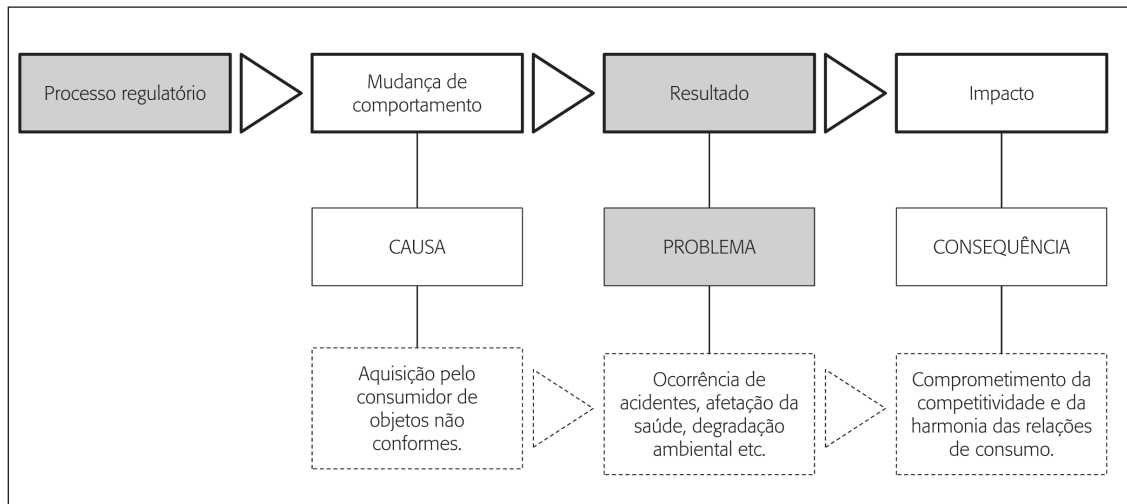 Processo regulatório
Mudança de
comportamento
Resultado
Impacto
CAUSA
PROBLEMA
CONSEQUÊNCIA
Aquisição pelo
consumidor de
objetos não
conformes.
Ocorrência de
acidentes, afetação da
saúde, degradação
ambiental etc.
Comprometimento da
competitividade e da
harmonia das relações
de consumo.